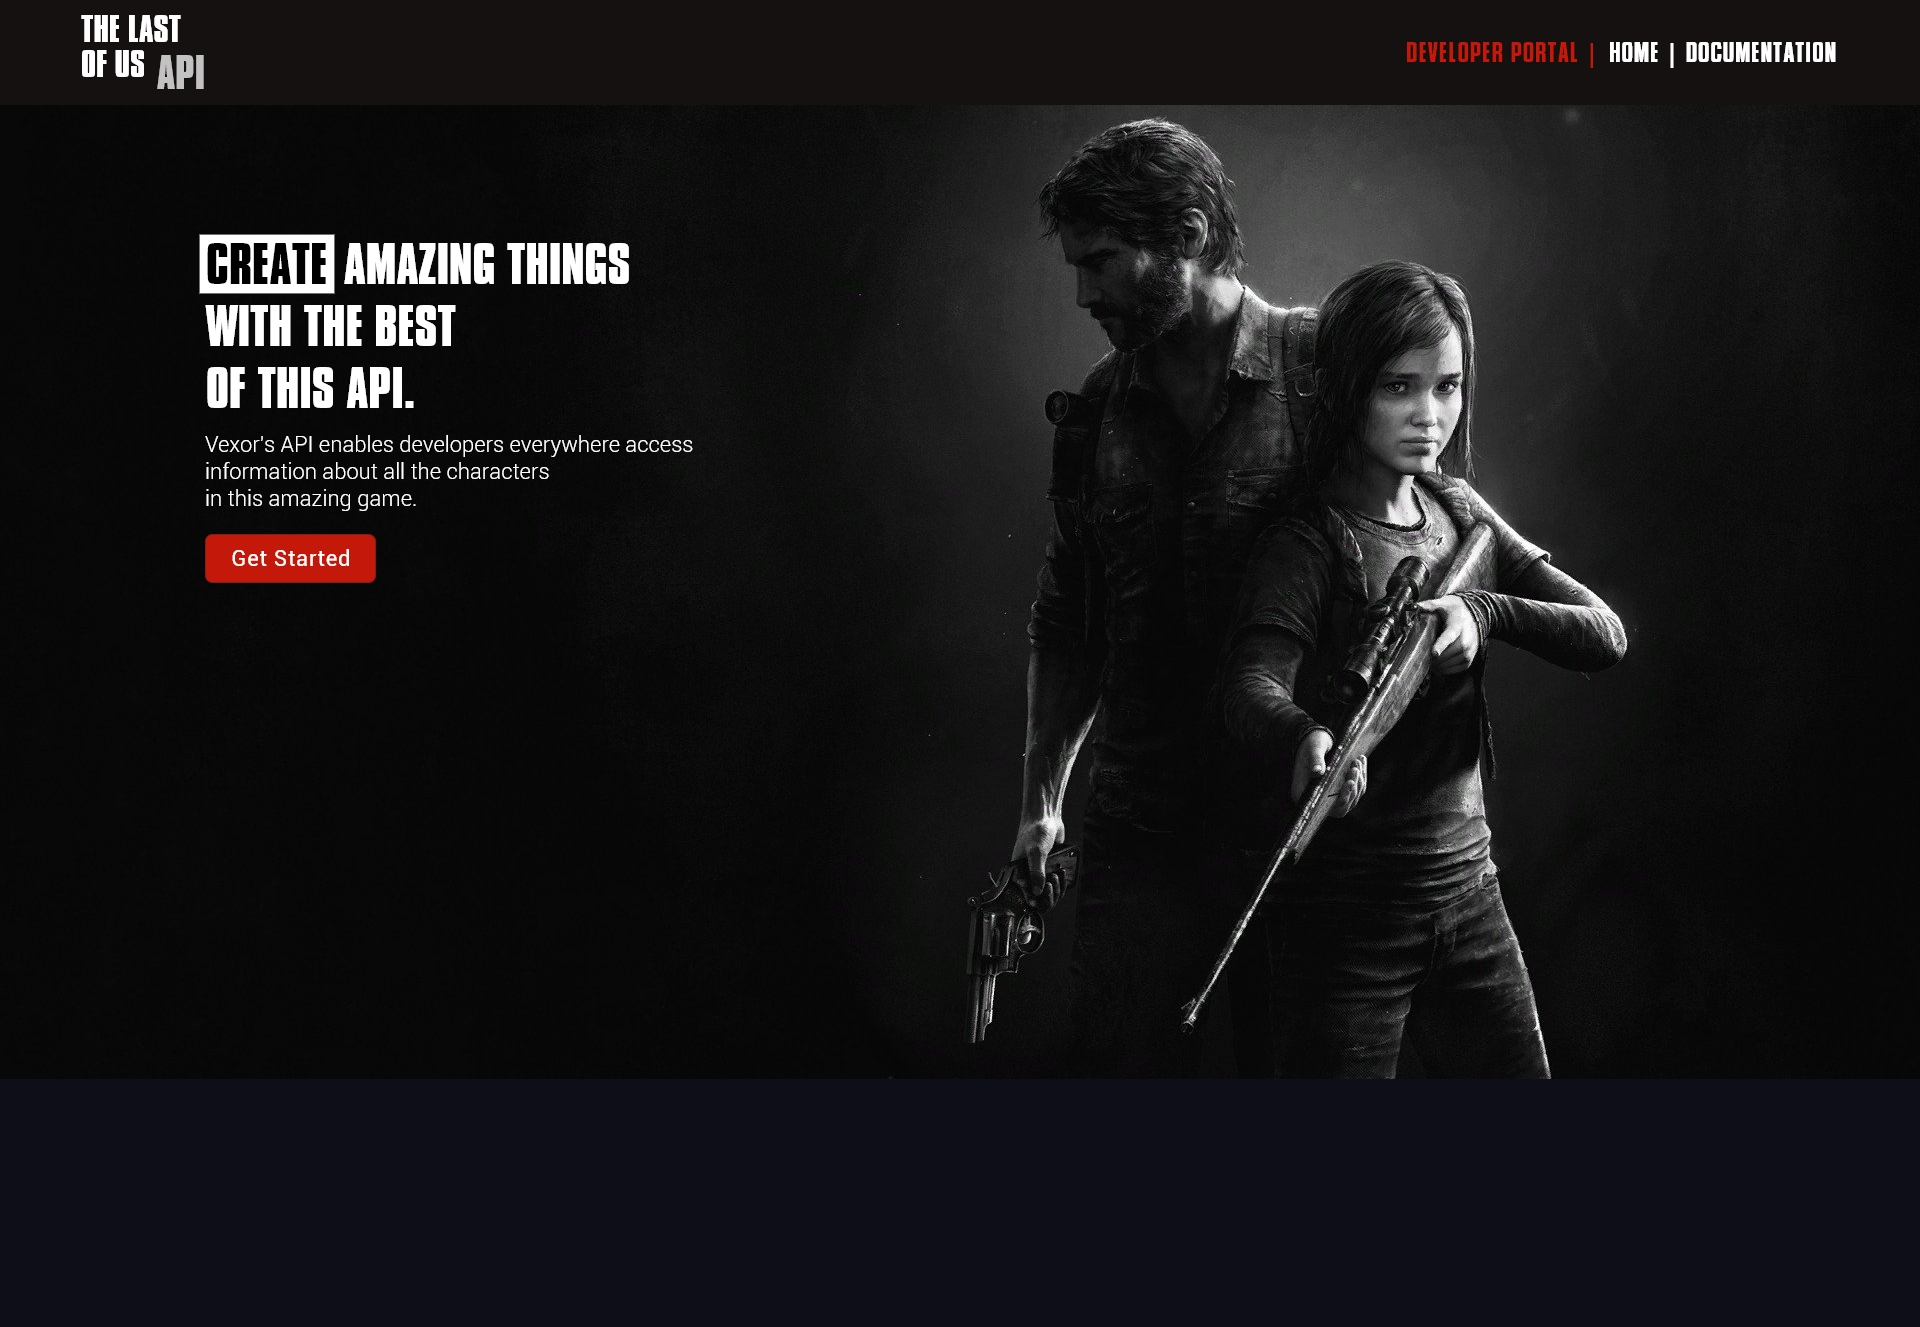 THE LAST
OF US API
DEVELOPER PORTAL | HOME | DOCUMENTATION
CREATE AMAZING THINGS
WITH THE BEST
OF THIS API.
Vexor's API enables developers everywhere access
information about all the characters
in this amazing game.
Get Started